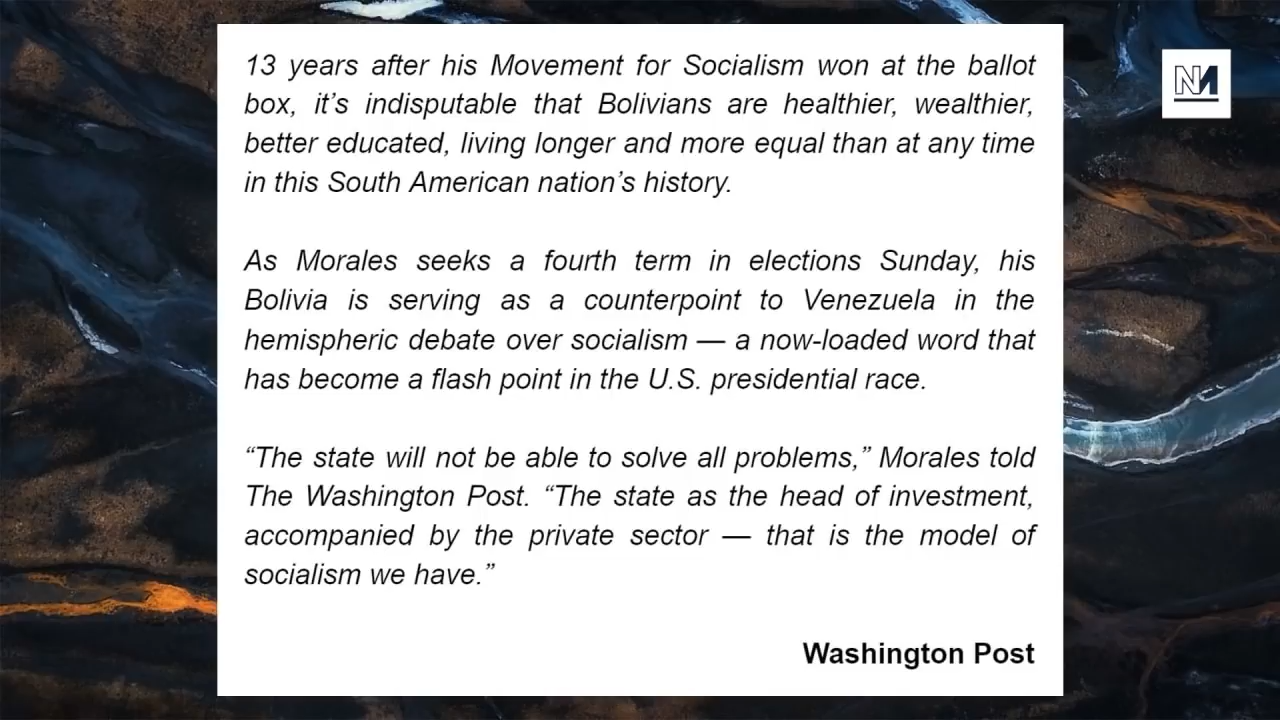 13 years after his Movement for Socialism won at the ballot
box, it’s indisputable that Bolivians are healthier, wealthier,
better educated, living longer and more equal than at any time
in this South American nation’s history.
As Morales seeks a fourth term in elections Sunday, his
Bolivia is serving as a counterpoint to Venezuela in the
hemispheric debate over socialism — a now-loaded word that
has become a flash point in the U.S. presidential race.
“The state will not be able to solve all problems,” Morales told
The Washington Post. “The state as the head of investment,
accompanied by the private sector — that is the model of
socialism we have.”
Washington Post
NM